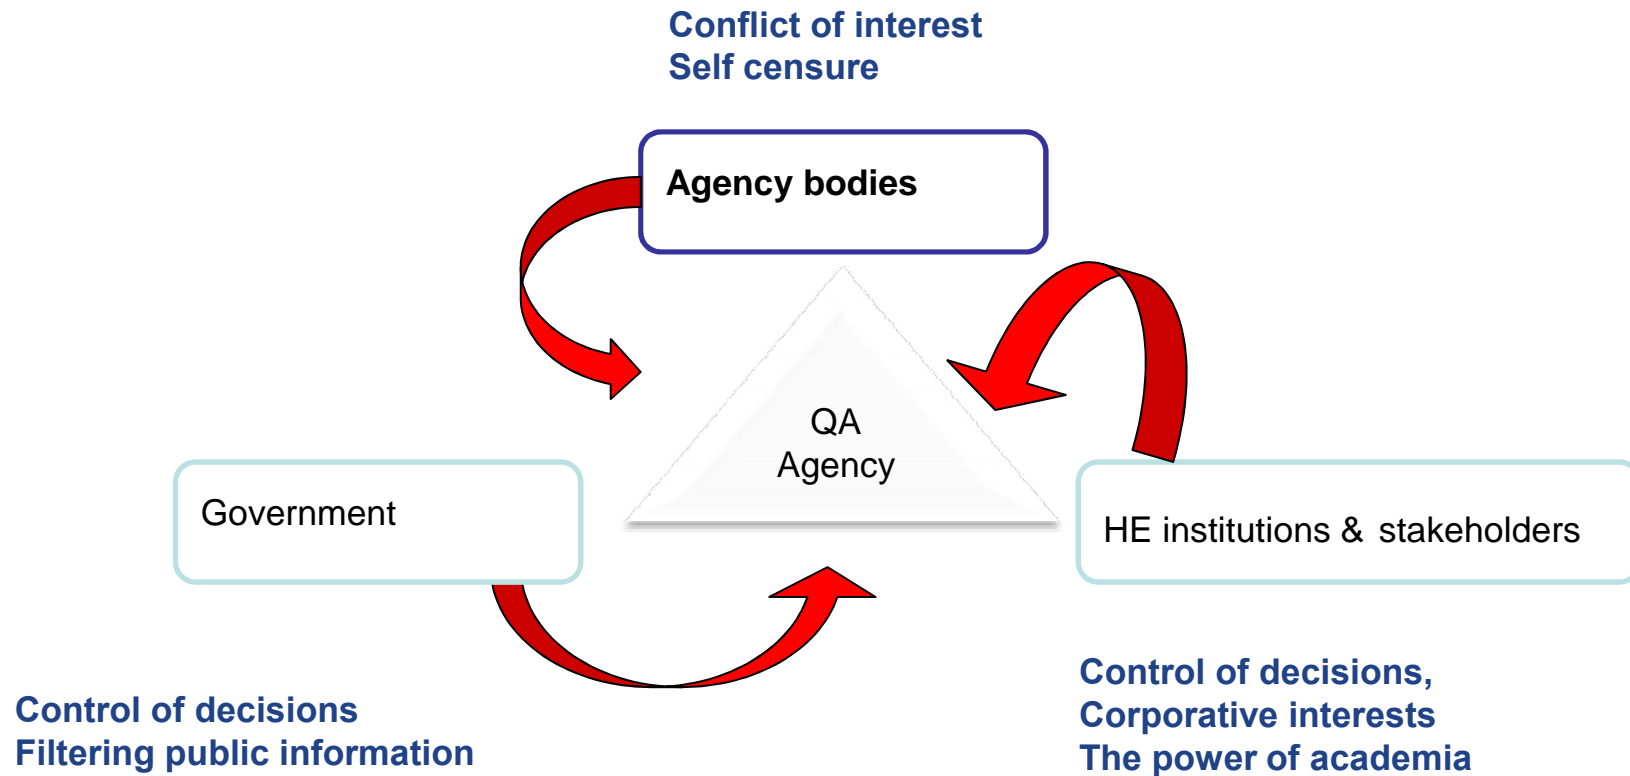 Conflict of interest
Self censure
Agency bodies
QA
Agency
Government
HE institutions & stakeholders
Control of decisions
Filtering public information
Control of decisions,
Corporative interests
The power of academia